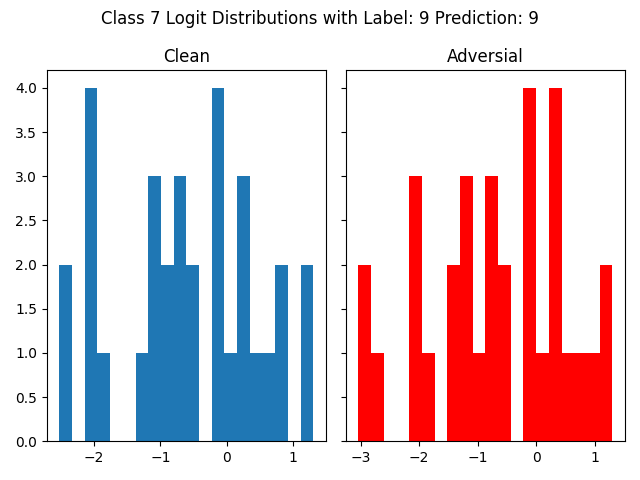 Class 7 Logit Distributions with Label: 9 Prediction: 9
Clean
Adversial
4.0
3.5
3.0
2.5
2.0
1.5
1.0
0.5
0.0
−2 −1 0 1
−3 −2 −1 0 1